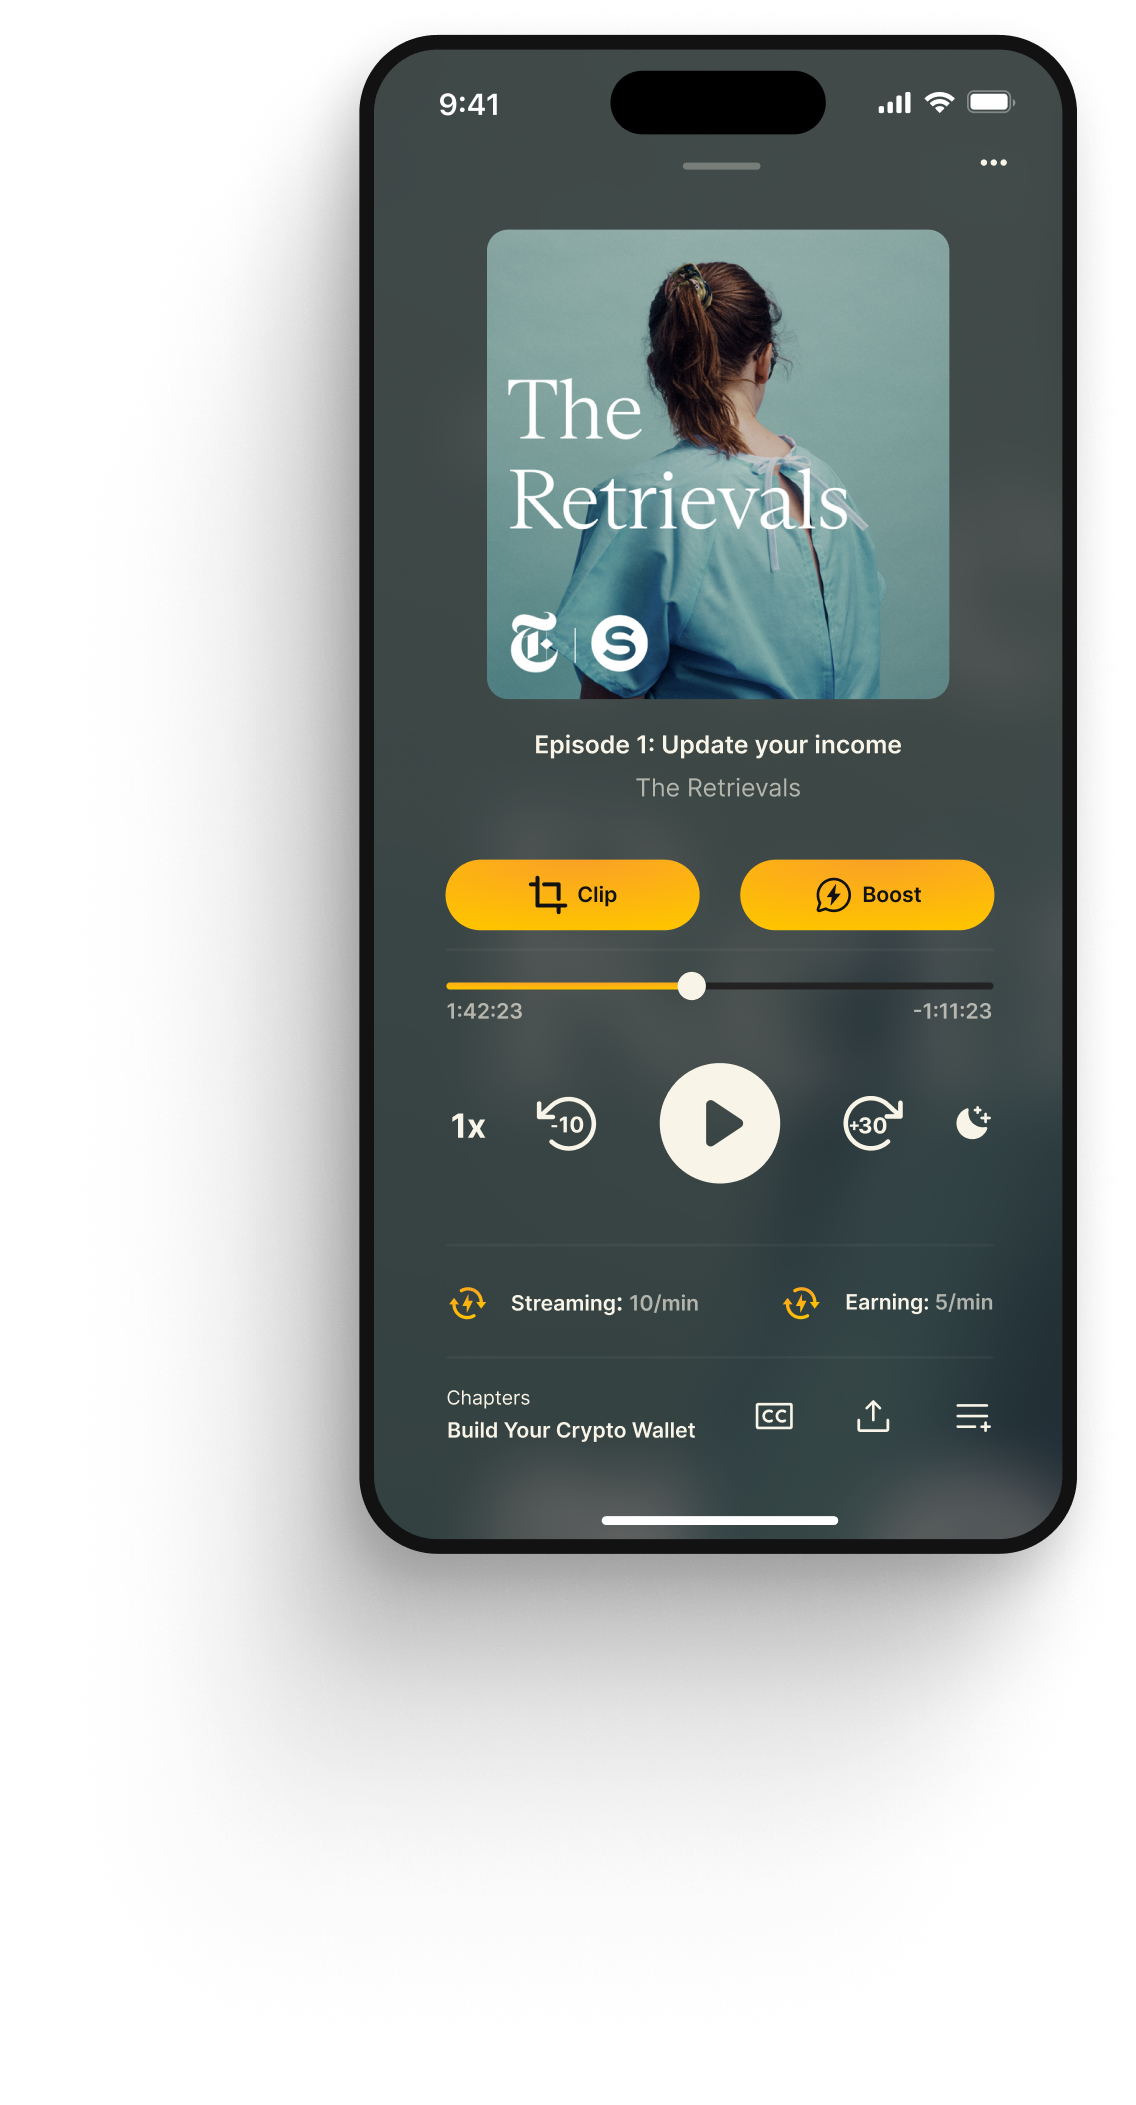 9:41
The
Retrievals
T
S
Episode 1: Update your income
The Retrievals
Clip
Boost
1:42:23
-1:11:23
1x
-10
+30
Streaming: 10/min
Earning: 5/min
Chapters
Build Your Crypto Wallet
CC